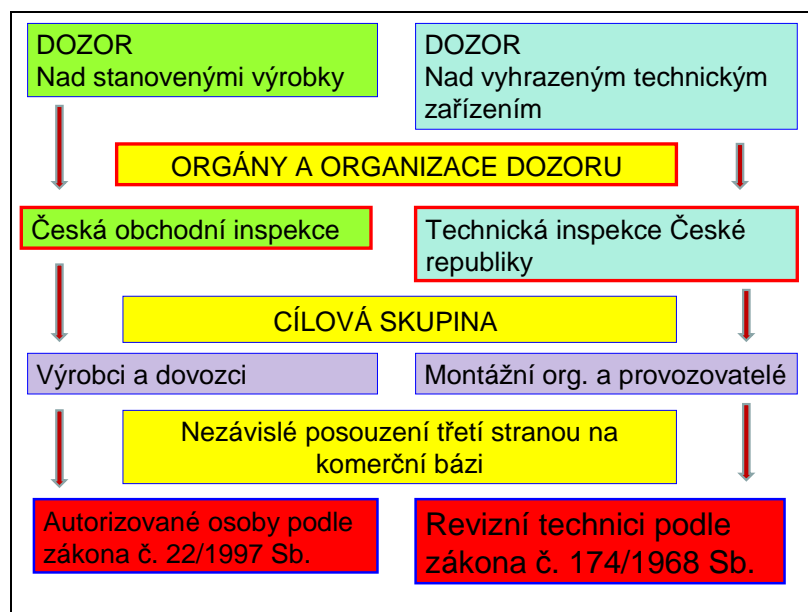 DOZOR
Nad stanovenými výrobky
DOZOR
Nad vyhrazeným technickým
zařízením
ORGÁNY A ORGANIZACE DOZORU
Česká obchodní inspekce
Technická inspekce České
republiky
CÍLOVÁ SKUPINA
Výrobci a dovozci
Montážní org. a provozovatelé
Nezávislé posouzení třetí stranou na
komerční bázi
Autorizované osoby podle
zákona č. 22/1997 Sb.
Revizní technici podle
zákona č. 174/1968 Sb.